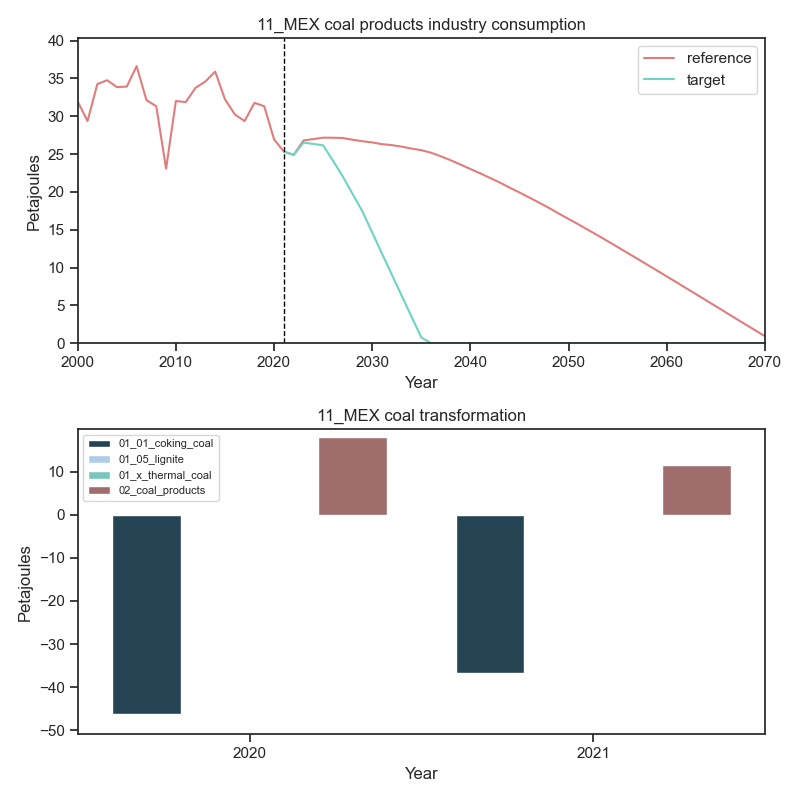 11_MEX coal products industry consumption
40
35
30
25
20
15
10
5
0
Petajoules
reference
target
2000 2010 2020 2030 2040 2050 2060 2070
Year
11_MEX coal transformation
10
0
−10
−20
−30
−40
−50
Petajoules
01_01_coking_coal
01_05_lignite
01_x_thermal_coal
02_coal_products
2020 2021
Year